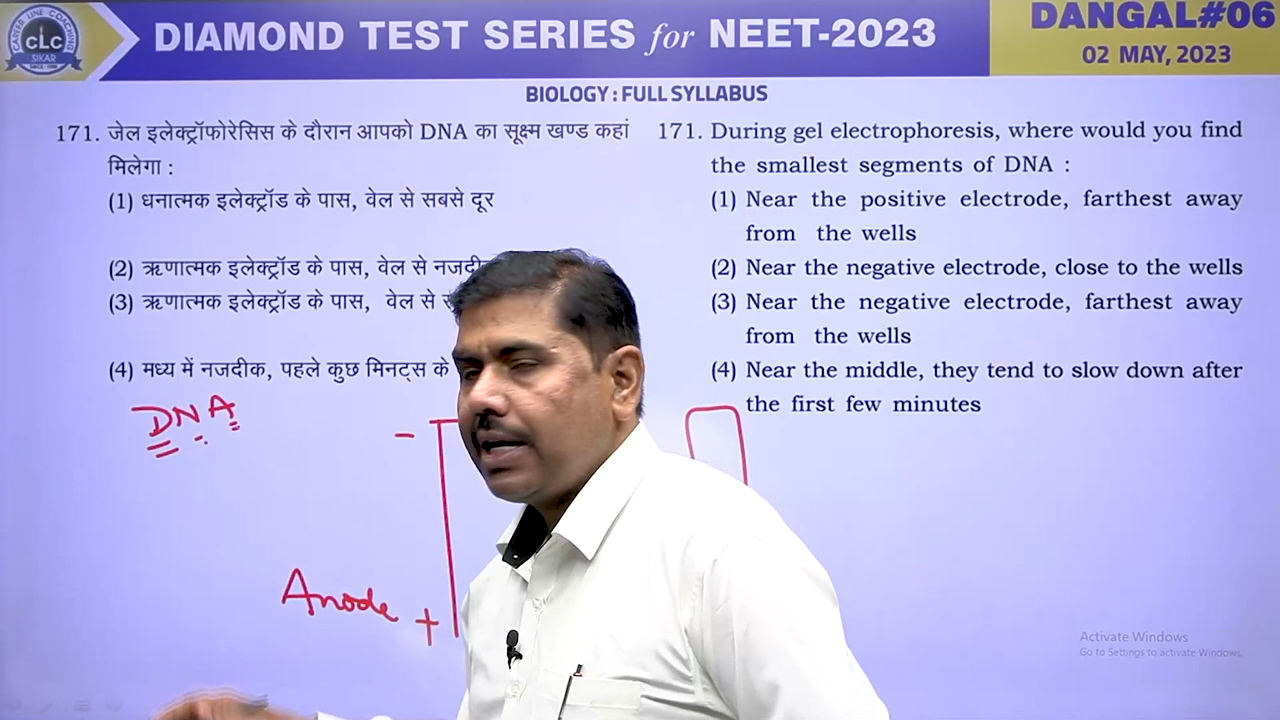 DIAMOND TEST SERIES for NEET-2023
DANGAL#06
02 MAY, 2023
CAREER LINE COACHING
CLC
SIKAR
BIOLOGY : FULL SYLLABUS
171. जेल इलेक्ट्रॉफोरेसिस के दौरान आपको DNA का सूक्ष्म खण्ड कहां
मिलेगा :
(1) धनात्मक इलेक्ट्रॉड के पास, वेल से सबसे दूर
(2) ऋणात्मक इलेक्ट्रॉड के पास, वेल से
(3) ऋणात्मक इलेक्ट्रॉड के पास, वेल से
(4) मध्य में नजदीक, पहले कुछ मिनट्स के
171. During gel electrophoresis, where would you find
the smallest segments of DNA :
(1) Near the positive electrode, farthest away
from the wells
(2) Near the negative electrode, close to the wells
(3) Near the negative electrode, farthest away
from the wells
(4) Near the middle, they tend to slow down after
the first few minutes
DNA
−
Anode +
Activate Windows
Go to Settings to activate Windows.